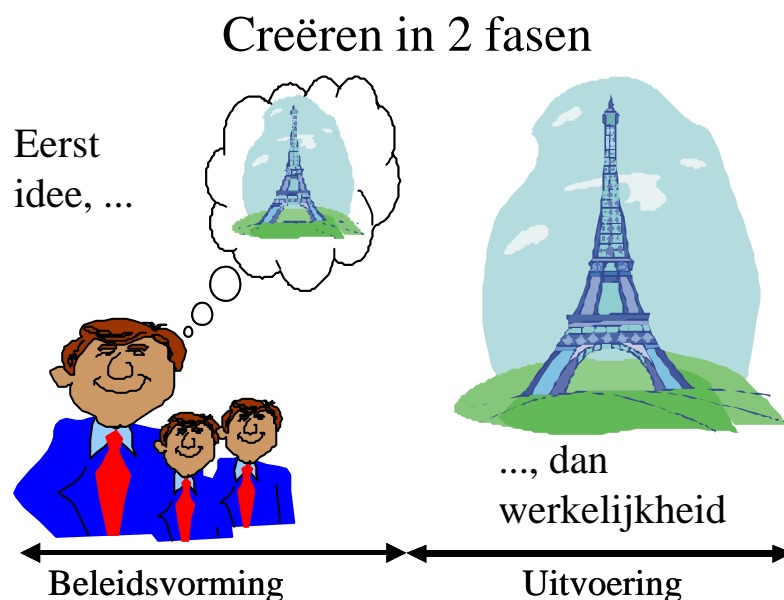 Creëren in 2 fasen
Eerst
idee, ...
..., dan
werkelijkheid
Beleidsvorming
Uitvoering